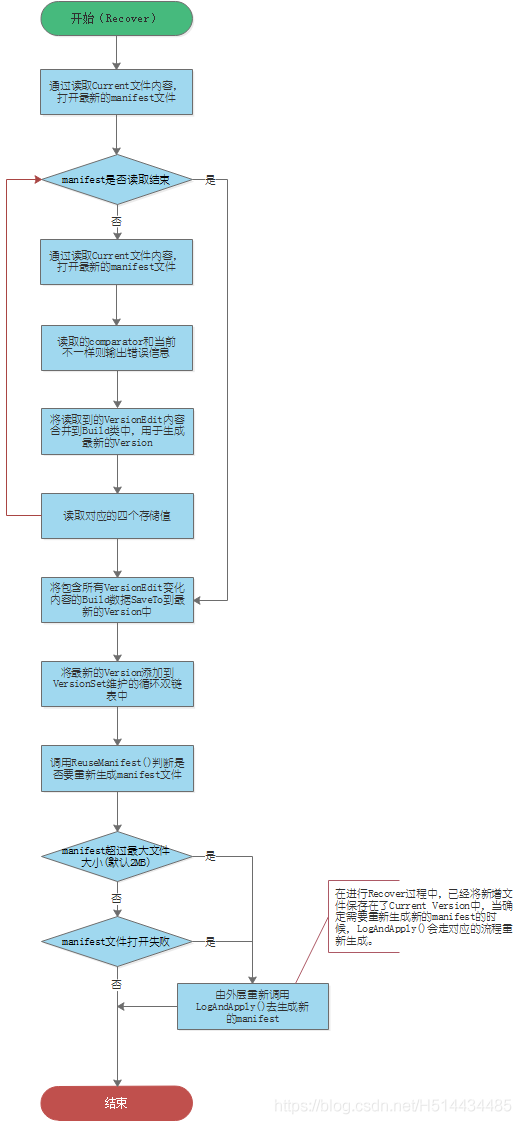 开始（Recover）
通过读取Current文件内容，
打开最新的manifest文件
manifest是否读取结束
是
否
通过读取Current文件内容，
打开最新的manifest文件
读取的comparator和当前
不一样则输出错误信息
将读取到的VersionEdit内容
合并到Build类中，用于生成
最新的Version
读取对应的四个存储值
将包含所有VersionEdit变化
内容的Build数据SaveTo到最
新的Version中
将最新的Version添加到
VersionSet维护的循环双链
表中
调用ReuseManifest()判断是
否要重新生成manifest文件
manifest超过最大文件
大小(默认2MB)
是
否
manifest文件打开失败
是
否
在进行Recover过程中，已经将新增文
件保存在了Current Version中，当确
定需要重新生成新的manifest的时
候，LogAndApply()会走对应的流程重
新生成。
由外层重新调用
LogAndApply()去生成新
的manifest
结束
https://blog.csdn.net/H514434485